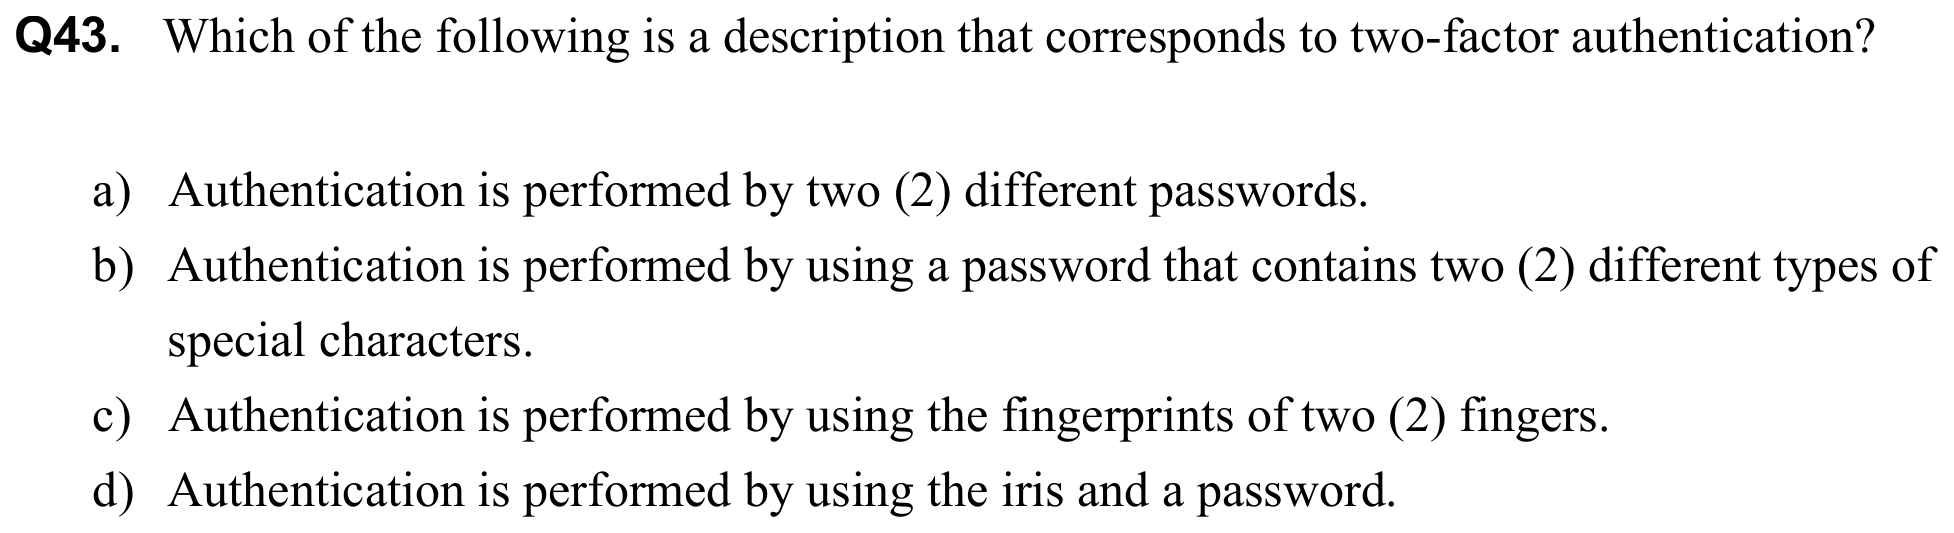 Q43. Which of the following is a description that corresponds to two-factor authentication?
a) Authentication is performed by two (2) different passwords.
b) Authentication is performed by using a password that contains two (2) different types of
special characters.
c) Authentication is performed by using the fingerprints of two (2) fingers.
d) Authentication is performed by using the iris and a password.